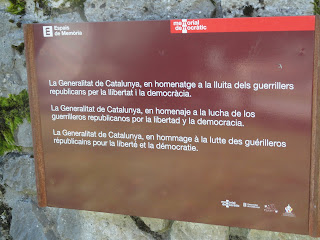 Espais
de Memòria
memorial
democràtic
La Generalitat de Catalunya, en homenatge a la lluita dels guerrillers
republicans per la llibertat i la democràcia.
La Generalitat de Catalunya, en homenaje a la lucha de los
guerrilleros republicanos por la libertad y la democracia.
La Generalitat de Catalunya, en hommage à la lutte des guérilleros
républicains pour la liberté et la démocratie.